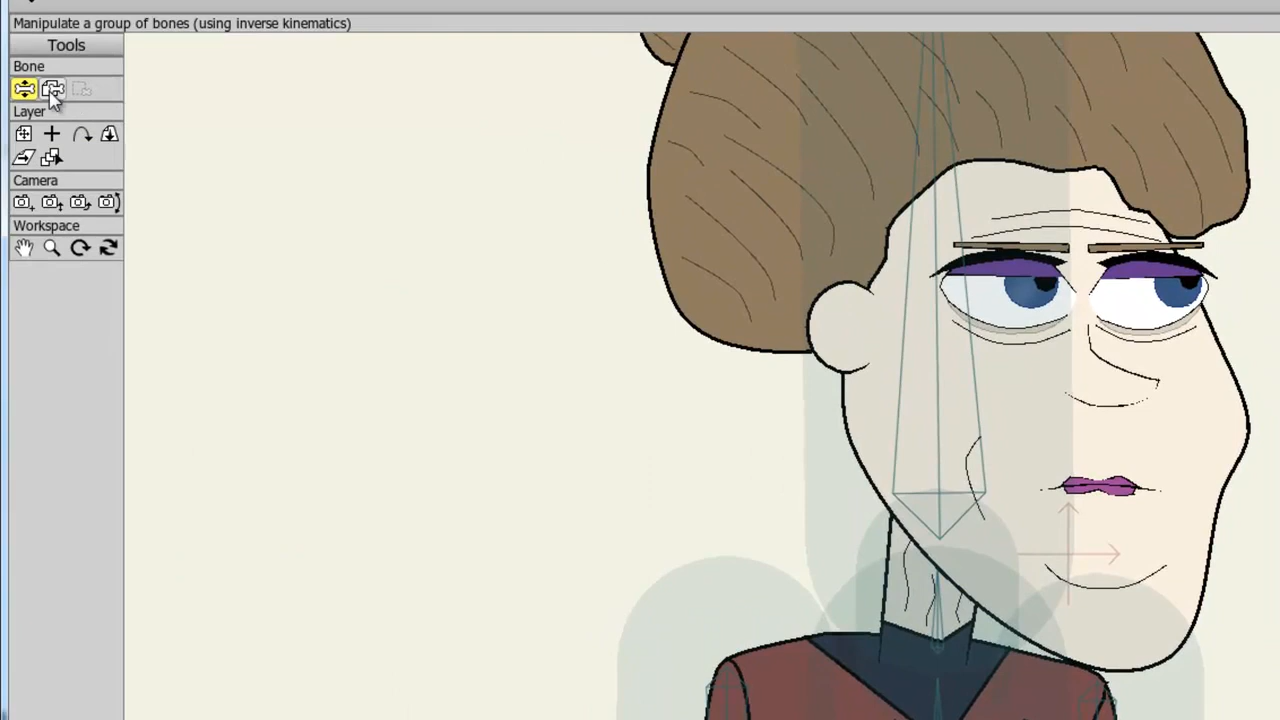 Manipulate a group of bones (using inverse kinematics)
Tools
Bone
Layer
Camera
Workspace